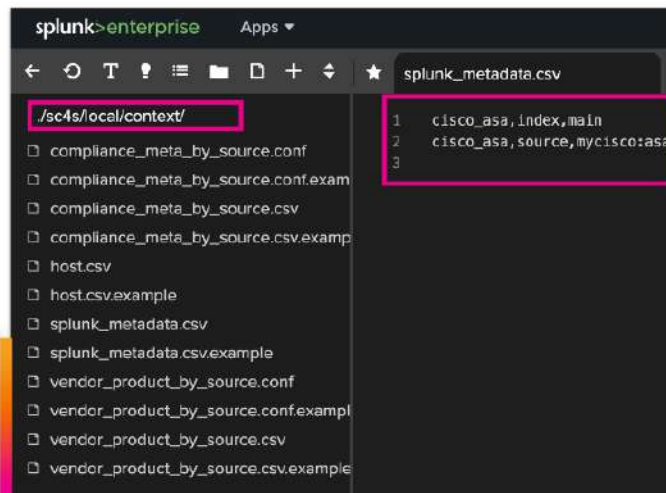 splunk>enterprise Apps
T
splunk_metadata.csv
./sc4s/local/context/
compliance_meta_by_source.conf
compliance_meta_by_source.conf.exam
compliance_meta_by_source.csv
compliance_meta_by_source.csv.examp
host.csv
host.csv.example
splunk_metadata.csv
splunk_metadata.csv.example
vendor_product_by_source.conf
vendor_product_by_source.conf.exampl
vendor_product_by_source.csv
vendor_product_by_source.csv.example
1 cisco_asa,index,main
2 cisco_asa,source,mycisco:asa
3